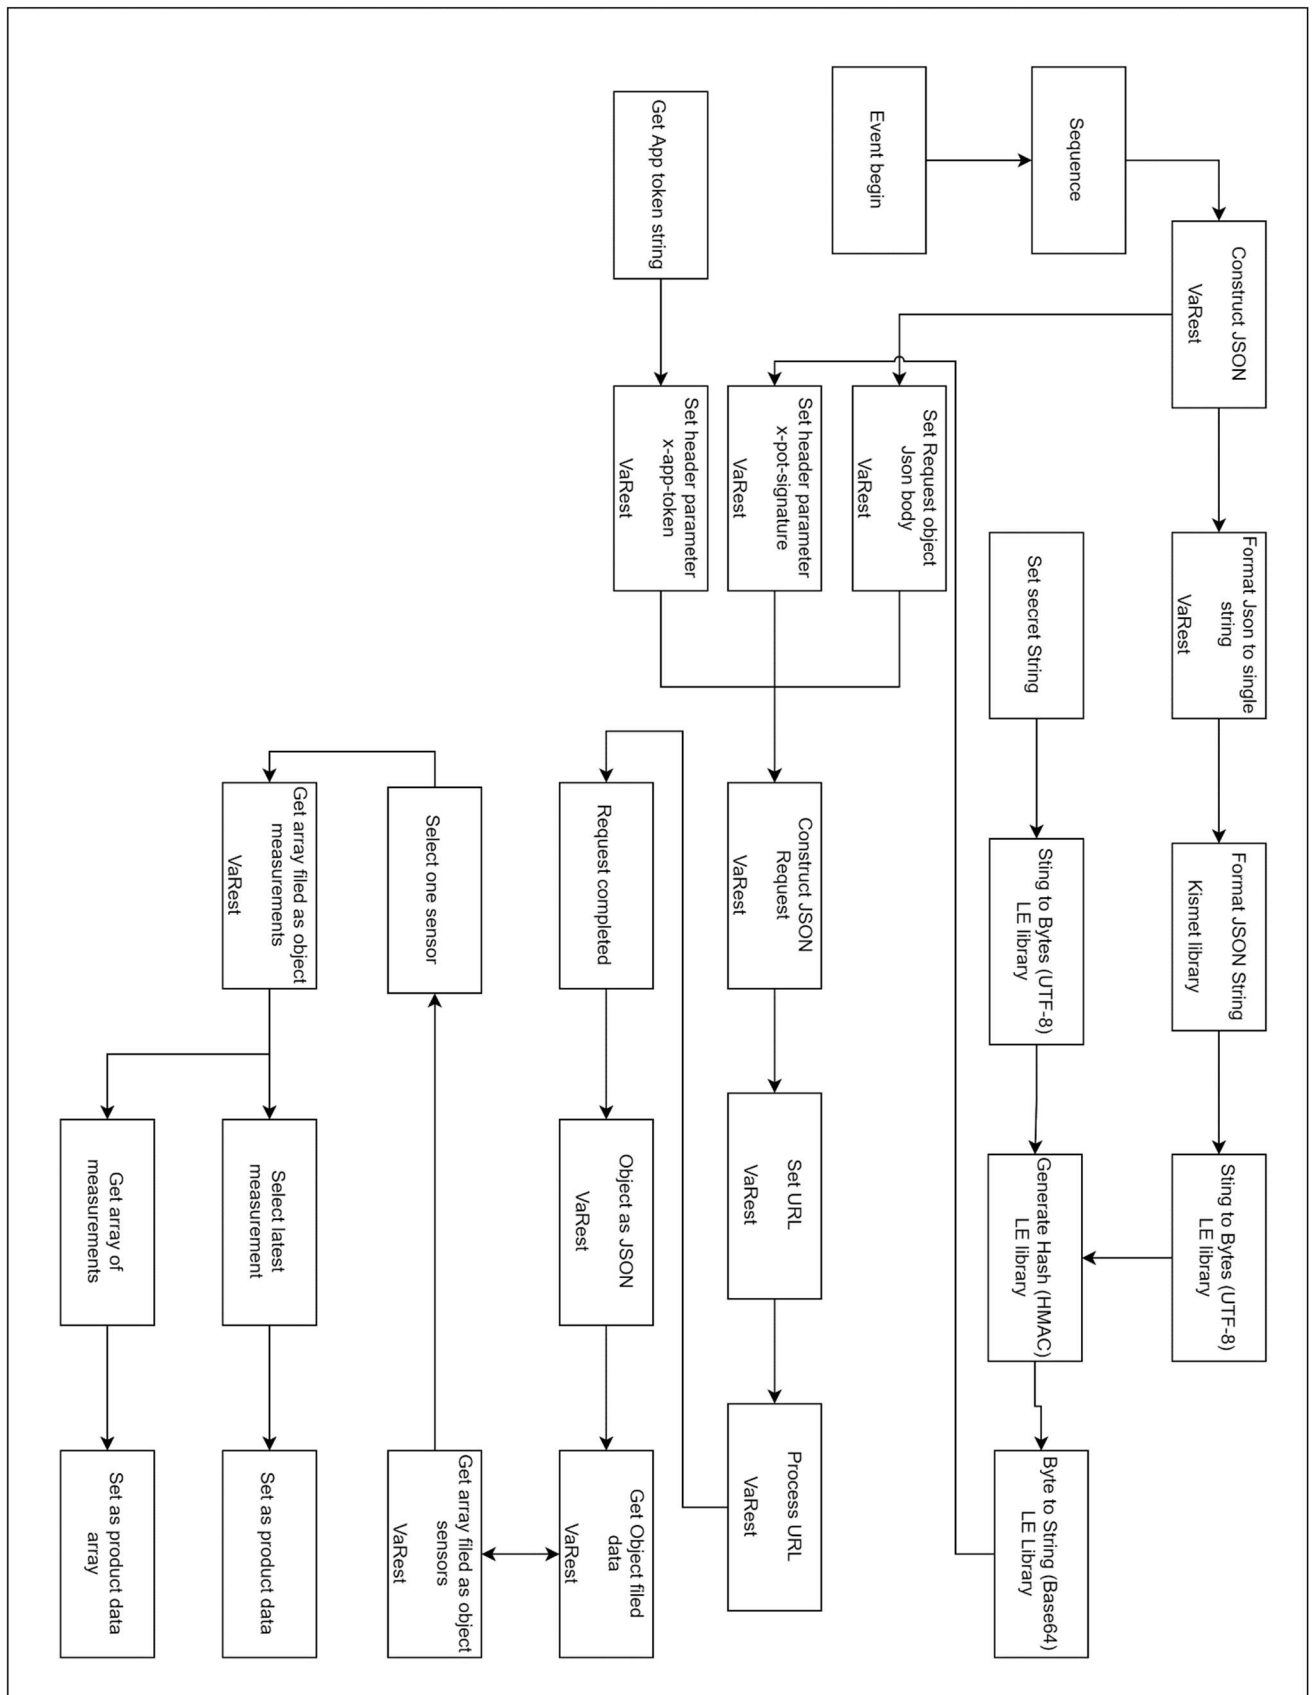 Event begin
Sequence
Construct JSON
VaRest
Format Json to single
string
VaRest
Format JSON String
Kismet library
Sting to Bytes (UTF-8)
LE library
Set secret String
Sting to Bytes (UTF-8)
LE library
Generate Hash (HMAC)
LE library
Byte to String (Base64)
LE Library
Set Request object
Json body
VaRest
Set header parameter
x-pot-signature
VaRest
Get App token string
Set header parameter
x-app-token
VaRest
Construct JSON
Request
VaRest
Set URL
VaRest
Process URL
VaRest
Request completed
Object as JSON
VaRest
Get Object filed
data
VaRest
Get array filed as object
sensors
VaRest
Select one sensor
Get array filed as object
measurements
VaRest
Select latest
measurement
Set as product data
Get array of
measurements
Set as product data
array